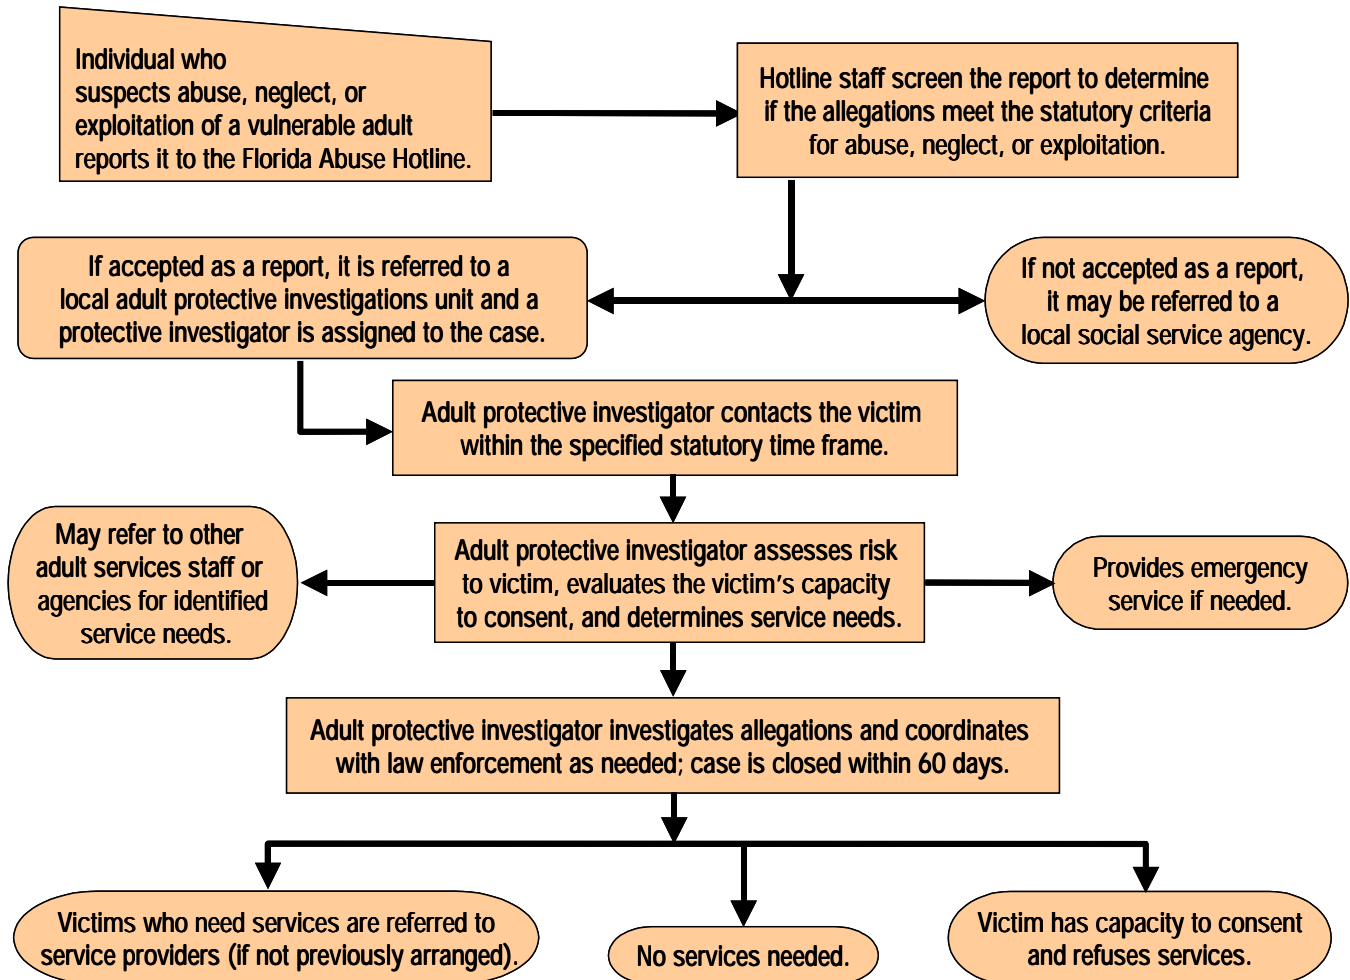 Individual who
suspects abuse, neglect, or
exploitation of a vulnerable adult
reports it to the Florida Abuse Hotline.
Hotline staff screen the report to determine
if the allegations meet the statutory criteria
for abuse, neglect, or exploitation.
If accepted as a report, it is referred to a
local adult protective investigations unit and a
protective investigator is assigned to the case.
If not accepted as a report,
it may be referred to a
local social service agency.
Adult protective investigator contacts the victim
within the specified statutory time frame.
May refer to other
adult services staff or
agencies for identified
service needs.
Adult protective investigator assesses risk
to victim, evaluates the victim's capacity
to consent, and determines service needs.
Provides emergency
service if needed.
Adult protective investigator investigates allegations and coordinates
with law enforcement as needed; case is closed within 60 days.
Victims who need services are referred to
service providers (if not previously arranged).
No services needed.
Victim has capacity to consent
and refuses services.